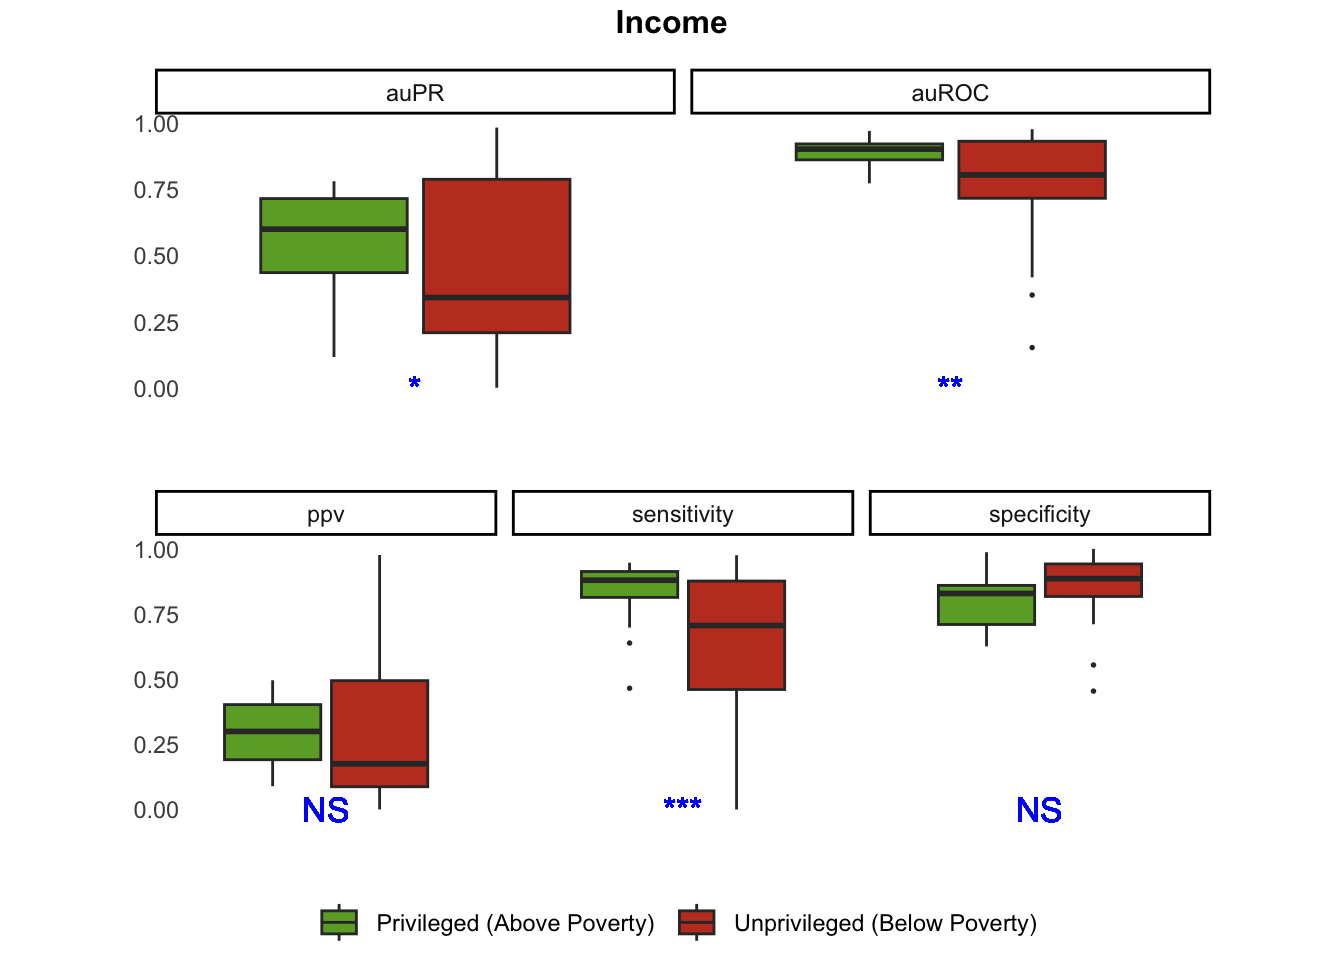 Income
auPR
auROC
1.00
0.75
0.50
0.25
0.00
*
**
ppv
sensitivity
specificity
1.00
0.75
0.50
0.25
0.00
NS
***
NS
Privileged (Above Poverty)
Unprivileged (Below Poverty)